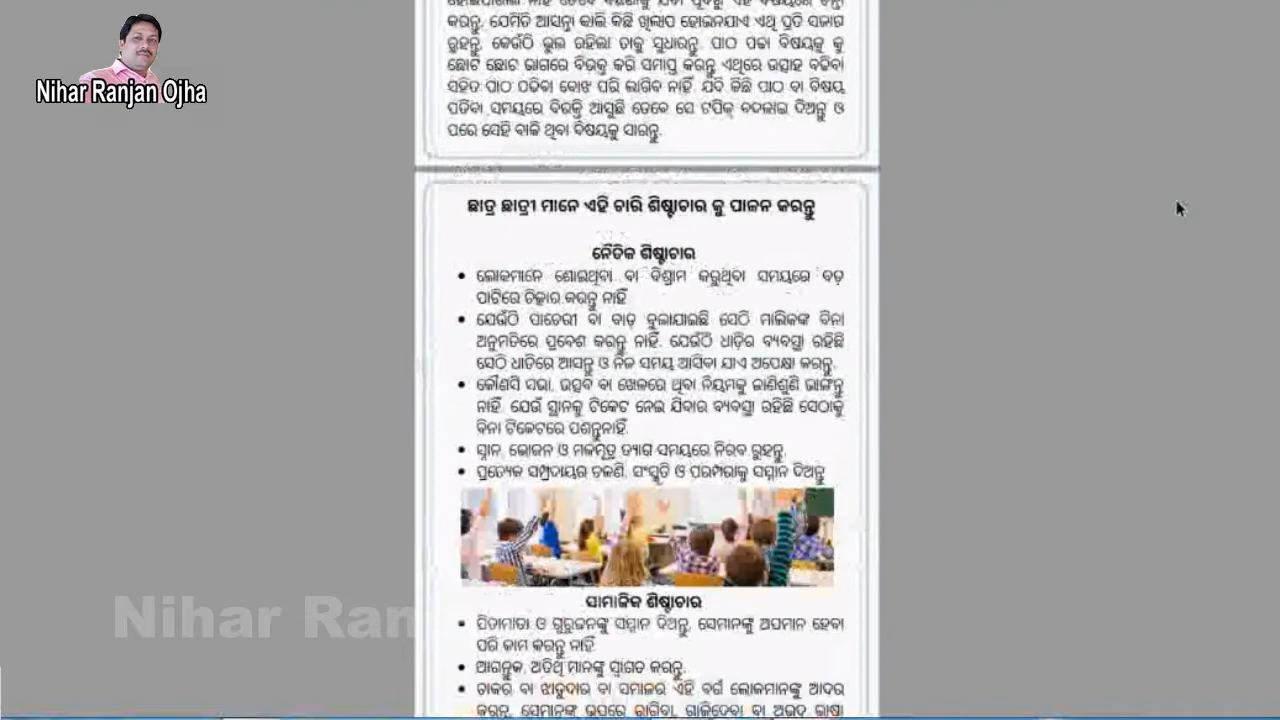 Nihar Ranjan Ojha
କରନ୍ତୁ. ଯେମିତି ଆସନ୍ତା କାଲି କିଛି ଖିଲାପ ହୋଇନଯାଏ ଏଥି ପ୍ରତି ସଜାଗ
ରୁହନ୍ତୁ. କେଉଁଠି ଭୁଲ ରହିଲା ତାକୁ ସୁଧାରନ୍ତୁ. ପାଠ ପଢା ବିଷୟକୁ କୁ
ଛୋଟ ଛୋଟ ଭାଗରେ ବିଭକ୍ତ କରି ସମାପ୍ତ କରନ୍ତୁ ଏଥିରେ ଉତ୍ସାହ ବଢିବା
ସହିତ ପାଠ ପଢିବା ବୋଝ ପରି ଲାଗିବ ନାହିଁ. ଯଦି କିଛି ପାଠ ବା ବିଷୟ
ପଢିବା ସମୟରେ ବିରକ୍ତି ଆସୁଛି ତେବେ ସେ ଟପିକ୍ ବଦଳାଇ ଦିଅନ୍ତୁ ଓ
ପରେ ସେହି ବାକି ଥିବା ବିଷୟକୁ ସାରନ୍ତୁ.
ଛାତ୍ର ଛାତ୍ରୀ ମାନେ ଏହି ଚାରି ଶିଷ୍ଟାଚାର କୁ ପାଳନ କରନ୍ତୁ
ନୈତିକ ଶିଷ୍ଟାଚାର
• ଲୋକମାନେ ଶୋଇଥିବା ବା ବିଶ୍ରାମ କରୁଥିବା ସମୟରେ ବଡ଼
ପାଟିରେ ଚିତ୍କାର କରନ୍ତୁ ନାହିଁ
• ଯେଉଁଠି ପାଚେରୀ ବା ବାଡ଼ ବୁଲାଯାଇଛି ସେଠି ମାଲିକଙ୍କ ବିନା
ଅନୁମତିରେ ପ୍ରବେଶ କରନ୍ତୁ ନାହିଁ. ଯେଉଁଠି ଧାଡ଼ିର ବ୍ୟବସ୍ଥା ରହିଛି
ସେଠି ଧାଡିରେ ଆସନ୍ତୁ ଓ ନିଜ ସମୟ ଆସିବା ଯାଏ ଅପେକ୍ଷା କରନ୍ତୁ.
• କୌଣସି ସଭା, ଉତ୍ସବ ବା ଖେଳରେ ଥିବା ନିୟମକୁ ଜାଣିଶୁଣି ଭାଙ୍ଗନ୍ତୁ
ନାହିଁ. ଯେଉଁ ସ୍ଥାନକୁ ଟିକେଟ ନେଇ ଯିବାର ବ୍ୟବସ୍ଥା ରହିଛି ସେଠାକୁ
ବିନା ଟିକେଟରେ ପଶନ୍ତୁନାହିଁ.
• ସ୍ନାନ, ଭୋଜନ ଓ ମଳମୂତ୍ର ତ୍ୟାଗ ସମୟରେ ନିରବ ରୁହନ୍ତୁ.
• ପ୍ରତ୍ୟେକ ସମ୍ପ୍ରଦାୟର ଚଳଣି, ସଂସ୍କୃତି ଓ ପରମ୍ପରାକୁ ସମ୍ମାନ ଦିଅନ୍ତୁ
ସାମାଜିକ ଶିଷ୍ଟାଚାର
• ପିତାମାତା ଓ ଗୁରୁଜନଙ୍କୁ ସମ୍ମାନ ଦିଅନ୍ତୁ, ସେମାନଙ୍କୁ ଅପମାନ ହେବା
ପରି କାମ କରନ୍ତୁ ନାହିଁ.
• ଆଗନ୍ତୁକ, ଅତିଥି ମାନଙ୍କୁ ସ୍ୱାଗତ କରନ୍ତୁ.
• ଚାକର ବା ଝାଡୁଦାର ବା ସମାଜର ଏହି ବର୍ଗ ଲୋକମାନଙ୍କୁ ଆଦର
କରନ୍ତୁ, ସେମାନଙ୍କ ଉପରେ ରାଗିବା, ଗାଳିଦେବା ବା ଅଭଦ୍ର ଭାଷା
Nihar Ran